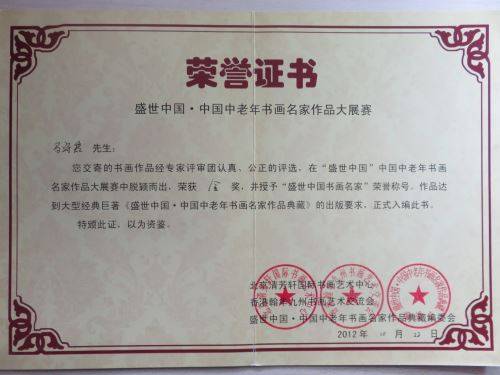 荣誉证书
盛世中国·中国中老年书画名家作品大展赛
先生：
您交寄的书画作品经专家评审团认真、公正的评选，在“盛世中国”中国中老年书画
名家作品大展赛中脱颖而出，荣获 金 奖，并授予“盛世中国书画名家”荣誉称号。作品达
到大型经典巨著《盛世中国·中国中老年书画名家作品典藏》的出版要求，正式入编此书。
特颁此证，以为资鉴。
北京清芳轩国际书画艺术中心
香港翰年九州书画艺术交流会
盛世中国·中国中老年书画名家作品典藏编委会
2012年 10 月 12 日